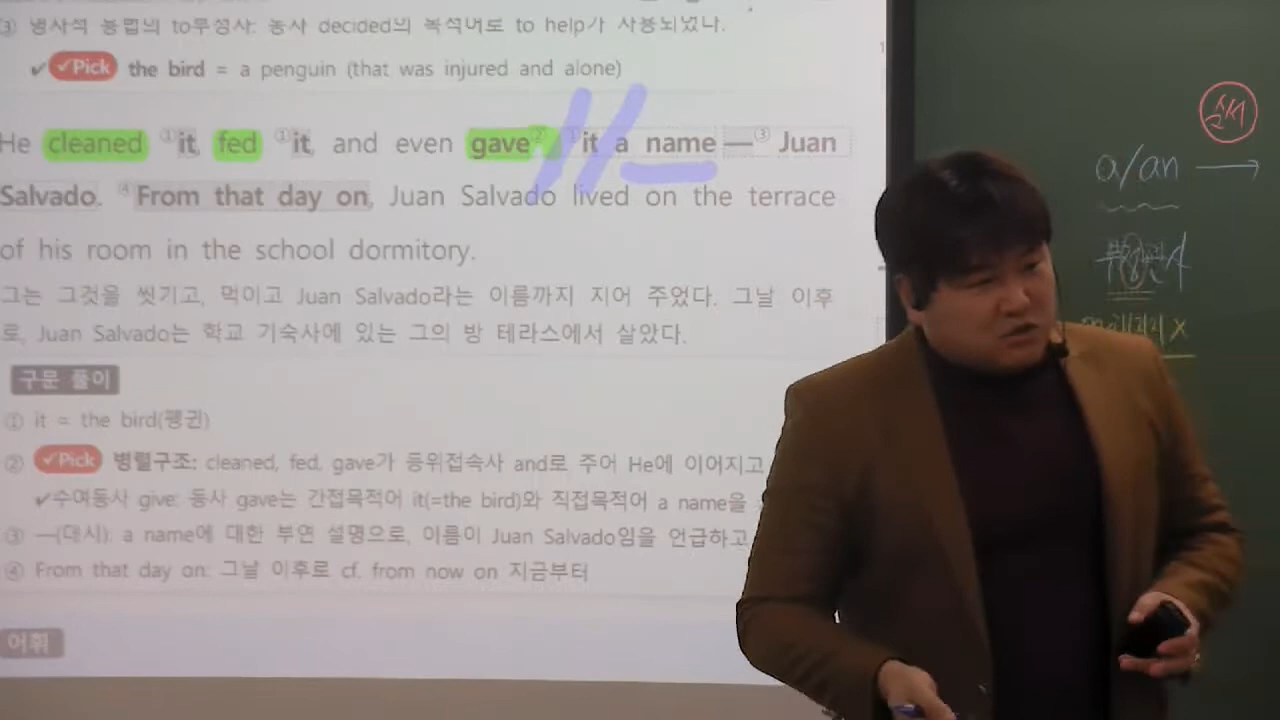 ③ 명사적 용법의 to부정사: 동사 decided의 목적어로 to help가 사용되었다.
✔ ✓Pick the bird = a penguin (that was injured and alone)
He cleaned ①it, fed ①it, and even gave② ①it a name —③ Juan
Salvado. ④From that day on, Juan Salvado lived on the terrace
of his room in the school dormitory.
그는 그것을 씻기고, 먹이고 Juan Salvado라는 이름까지 지어 주었다. 그날 이후
로, Juan Salvado는 학교 기숙사에 있는 그의 방 테라스에서 살았다.
구문 풀이
① it = the bird(펭귄)
② ✓Pick 병렬구조: cleaned, fed, gave가 등위접속사 and로 주어 He에 이어지고
✔수여동사 give: 동사 gave는 간접목적어 it(=the bird)와 직접목적어 a name을
③ —(대시): a name에 대한 부연 설명으로, 이름이 Juan Salvado임을 언급하고
④ From that day on: 그날 이후로 cf. from now on 지금부터
어휘
a/an →